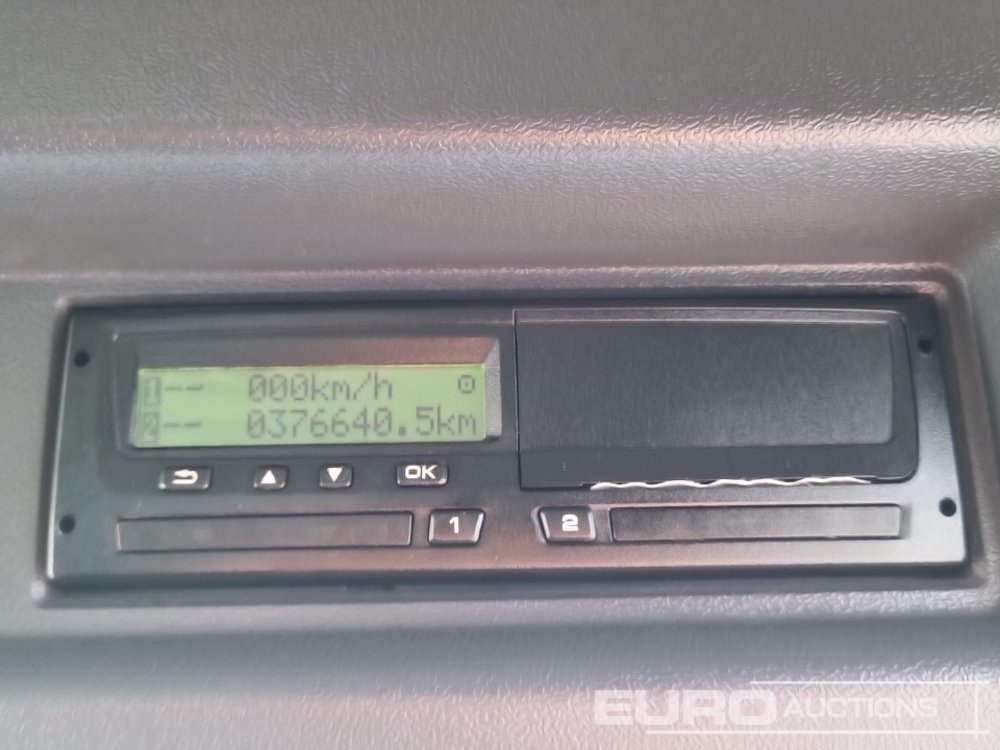 1-- 000km/h
2-- 0376640.5km
OK
1 2
EURO AUCTIONS